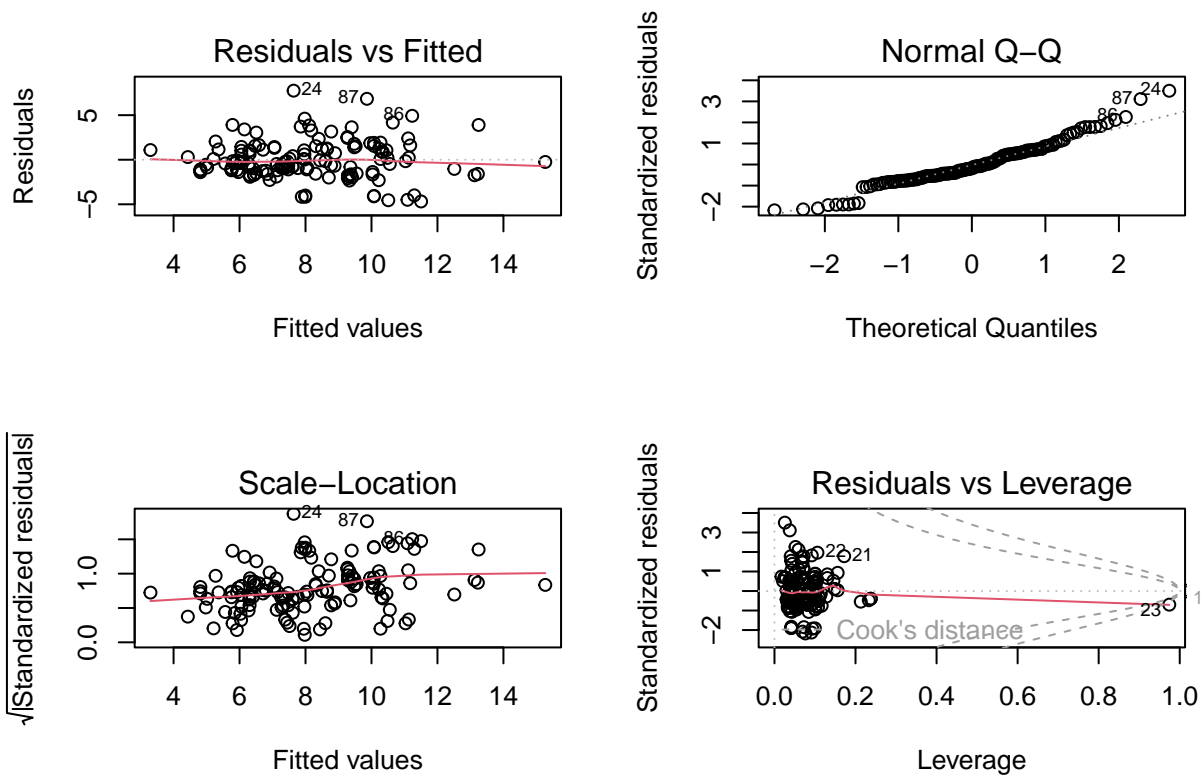 Residuals vs Fitted
Residuals
5
−5
24
87
86
4 6 8 10 12 14
Fitted values
Normal Q−Q
Standardized residuals
3
1
−2
24
87
86
−2 −1 0 1 2
Theoretical Quantiles
Scale−Location
√|Standardized residuals|
1.0
0.0
24
87
86
4 6 8 10 12 14
Fitted values
Residuals vs Leverage
Standardized residuals
3
1
−2
22
21
23
1
Cook's distance
0.0 0.2 0.4 0.6 0.8 1.0
Leverage